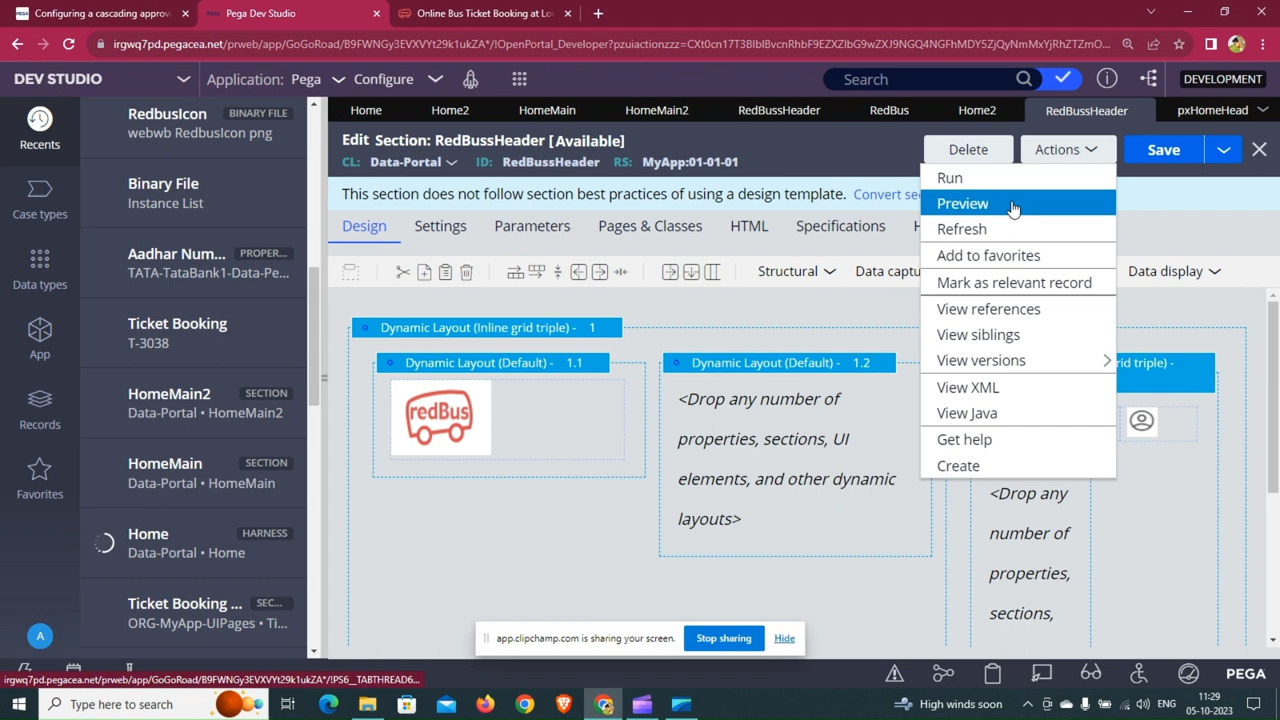 Configuring a cascading approv
Pega Dev Studio
Online Bus Ticket Booking at Lo
irgwq7pd.pegacea.net/prweb/app/GoGoRoad/B9FWNGy3EVXVYt29k1ukZA*/!OpenPortal_Developer?pzuiactionzzz=CXt0cn17T3BlblBvcnRhbF9EZXZlbG9wZXJ9NGQ4NGFhMDY5ZjQyNmMxYjRhZTZmO...
DEV STUDIO
Application: Pega
Configure
Search
DEVELOPMENT
Home
Home2
HomeMain
HomeMain2
RedBussHeader
RedBus
Home2
RedBussHeader
pxHomeHead
Recents
Case types
Data types
App
Records
Favorites
A
RedbusIcon
BINARY FILE
webwb RedbusIcon png
Binary File
Instance List
Aadhar Num...
PROPER...
TATA-TataBank1-Data-Pe...
Ticket Booking
T-3038
HomeMain2
SECTION
Data-Portal • HomeMain2
HomeMain
SECTION
Data-Portal • HomeMain
Home
HARNESS
Data-Portal • Home
Ticket Booking ...
SEC...
ORG-MyApp-UIPages • Ti...
Edit Section: RedBussHeader [Available]
CL: Data-Portal
ID: RedBussHeader
RS: MyApp:01-01-01
Delete
Actions
Save
This section does not follow section best practices of using a design template. Convert se
Design
Settings
Parameters
Pages & Classes
HTML
Specifications
H
Structural
Data captu
Data display
Run
Preview
Refresh
Add to favorites
Mark as relevant record
View references
View siblings
View versions
View XML
View Java
Get help
Create
Dynamic Layout (Inline grid triple) - 1
Dynamic Layout (Default) - 1.1
redBus
Dynamic Layout (Default) - 1.2
<Drop any number of
properties, sections, UI
elements, and other dynamic
layouts>
rid triple) -
<Drop any
number of
properties,
sections,
app.clipchamp.com is sharing your screen.
Stop sharing
Hide
irgwq7pd.pegacea.net/prweb/app/GoGoRoad/B9FWNGy3EVXVYt29k1ukZA*/!PS6__TABTHREAD6...
PEGA
Type here to search
High winds soon
ENG
11:29
05-10-2023